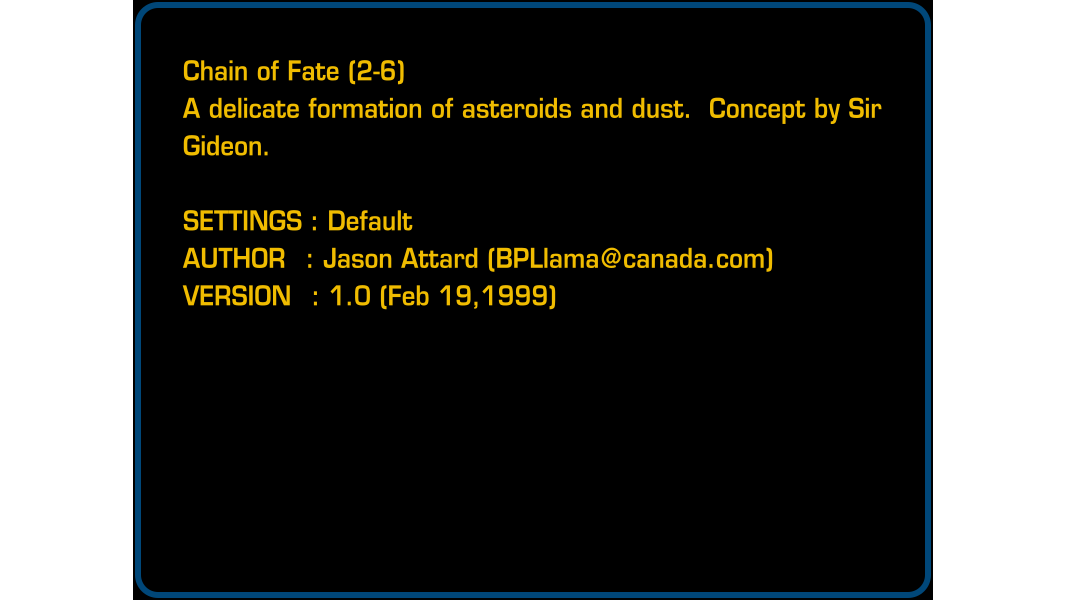 Chain of Fate (2-6)
A delicate formation of asteroids and dust.  Concept by Sir
Gideon.
SETTINGS : Default
AUTHOR   : Jason Attard (BPLlama@canada.com)
VERSION   : 1.0 (Feb 19,1999)